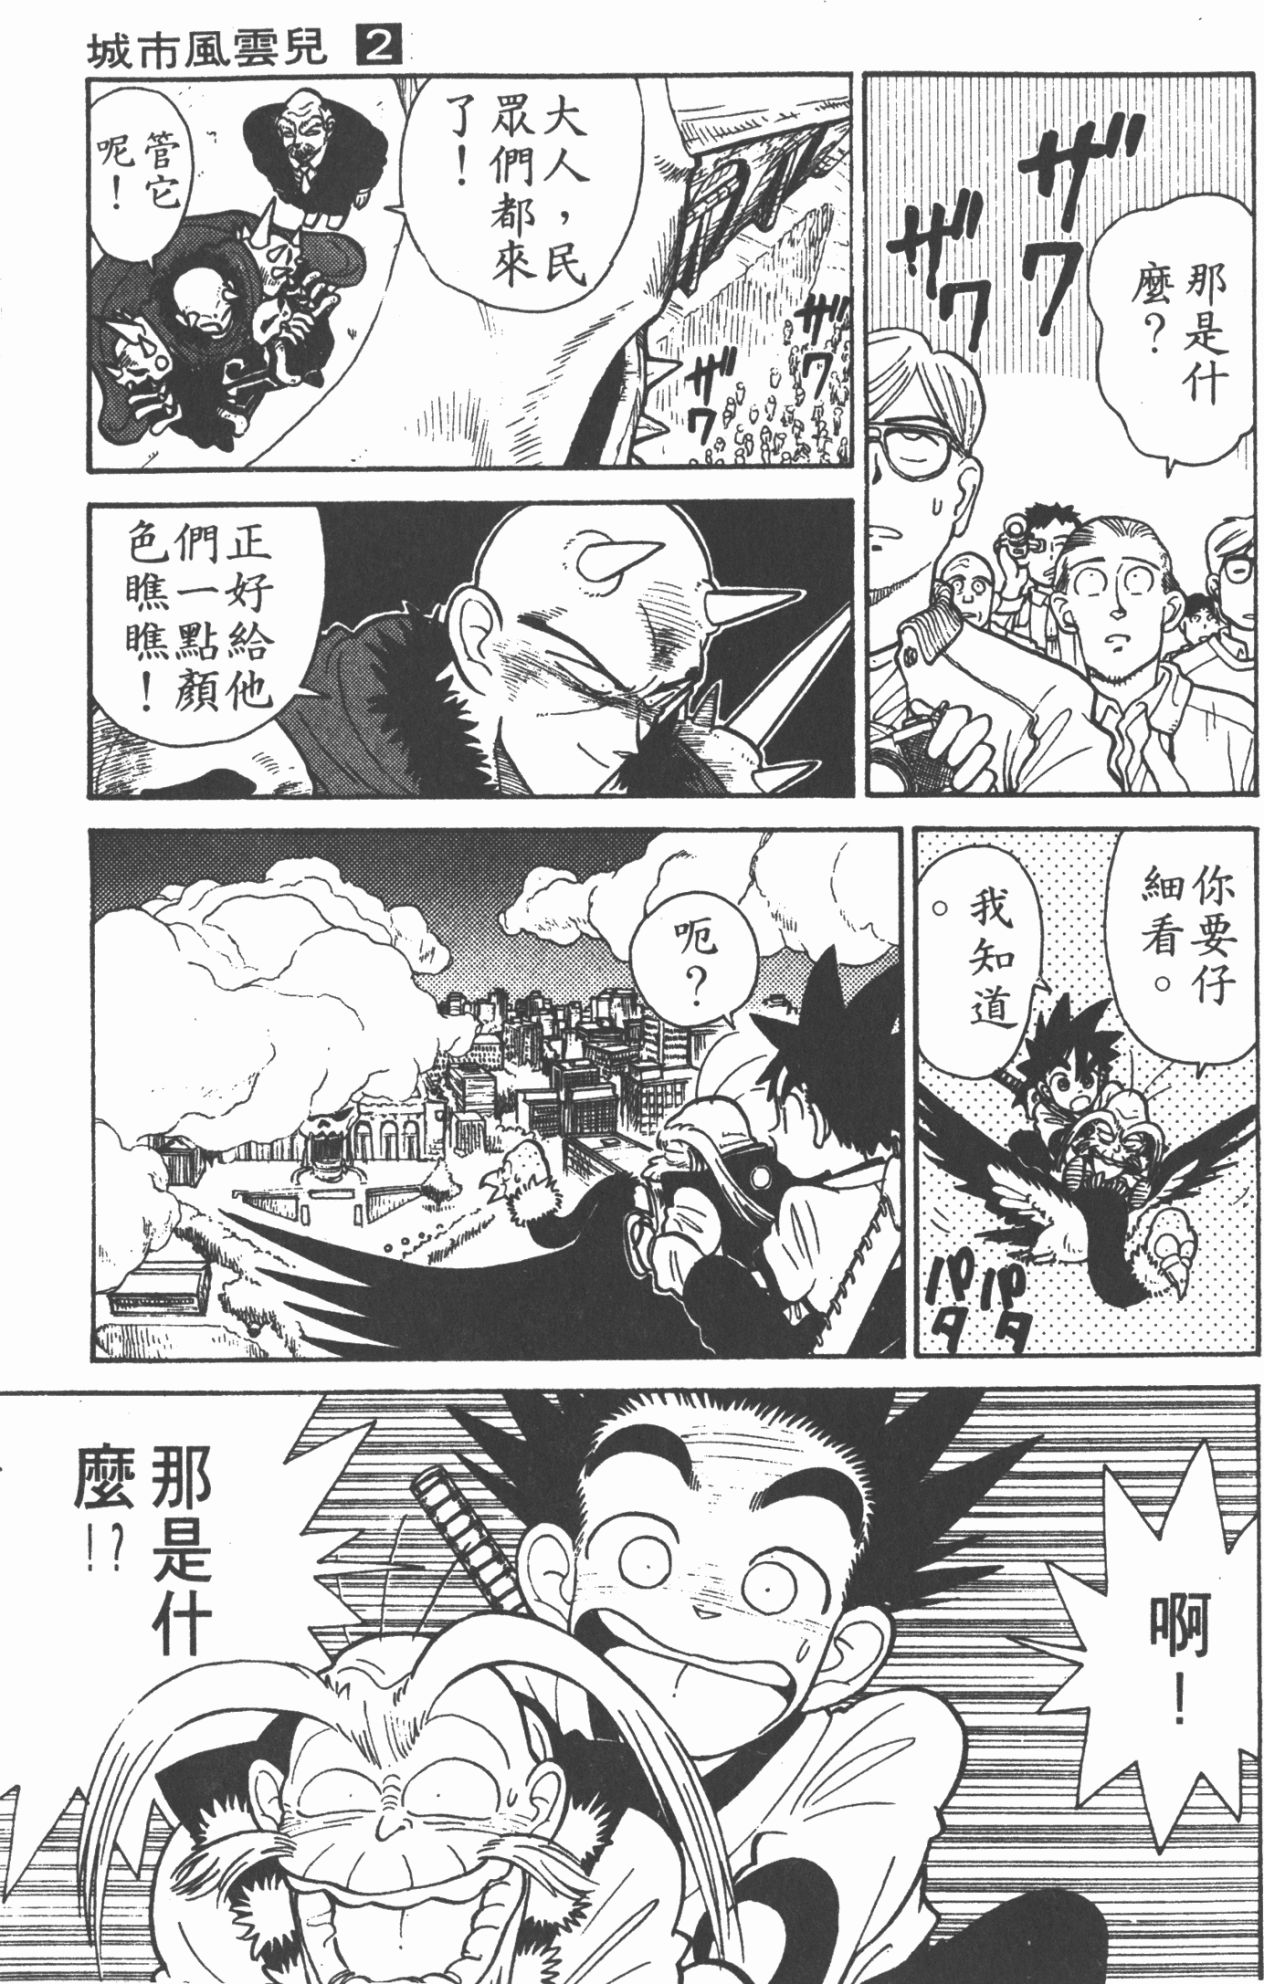 城市風雲兒 2
那是什
麼？
ザワ
ザワ
大人，民
眾們都來
了！
管它
呢！
ザワ
ザワ
正好給他
們一點顏
色瞧瞧！
你要仔
細看。
我知道
。
パタ
パタ
呃？
啊！
那是什
麼!?